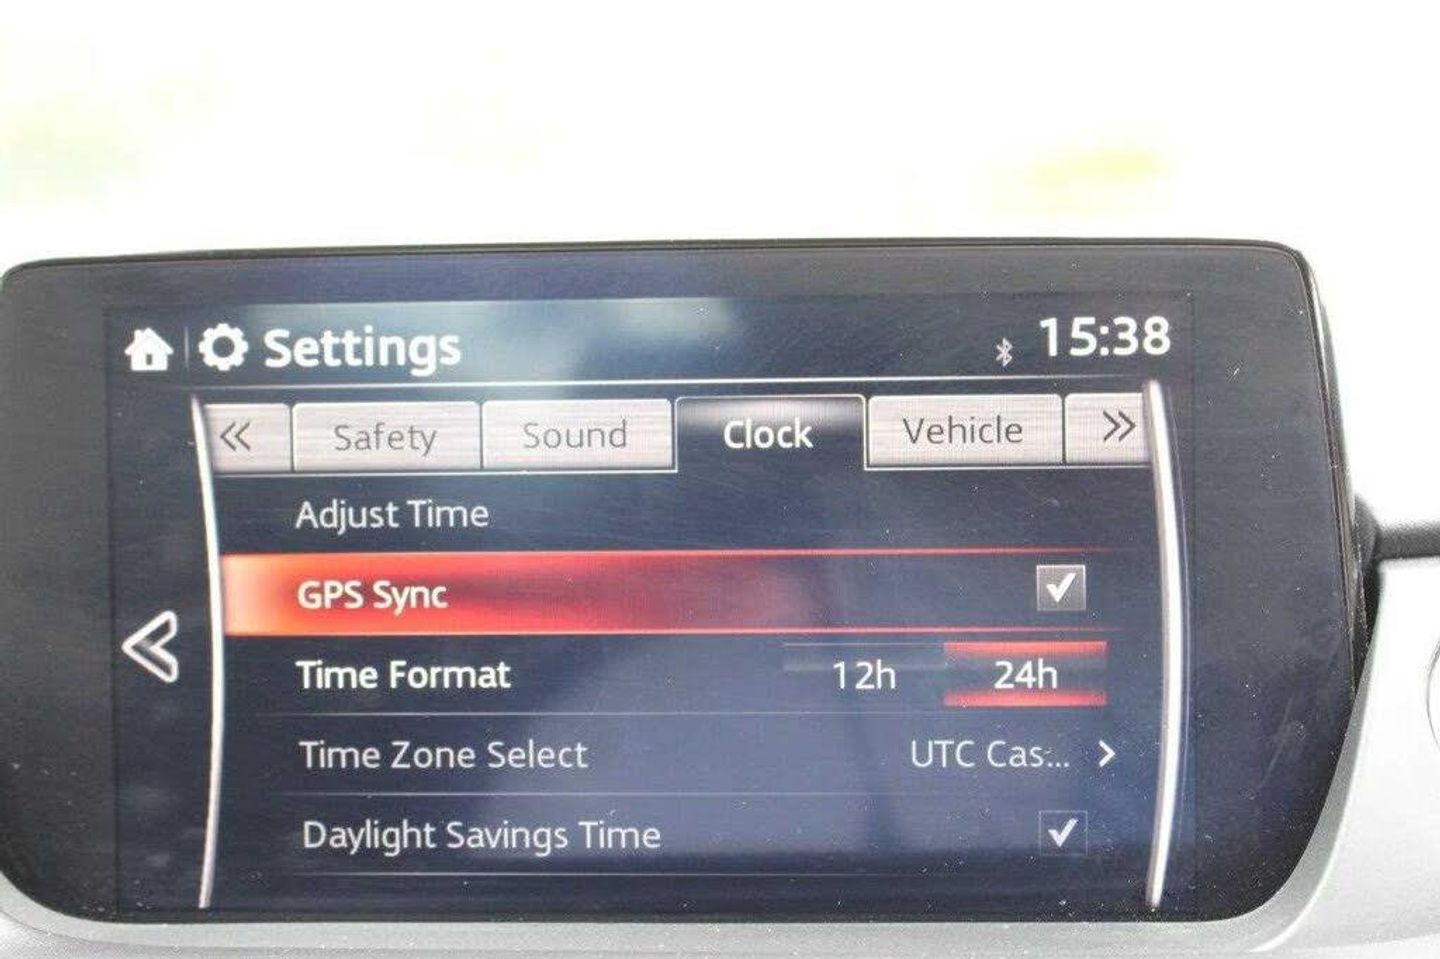 Settings 15:38
« Safety Sound Clock Vehicle »
Adjust Time
GPS Sync
Time Format 12h 24h
Time Zone Select UTC Cas... >
Daylight Savings Time